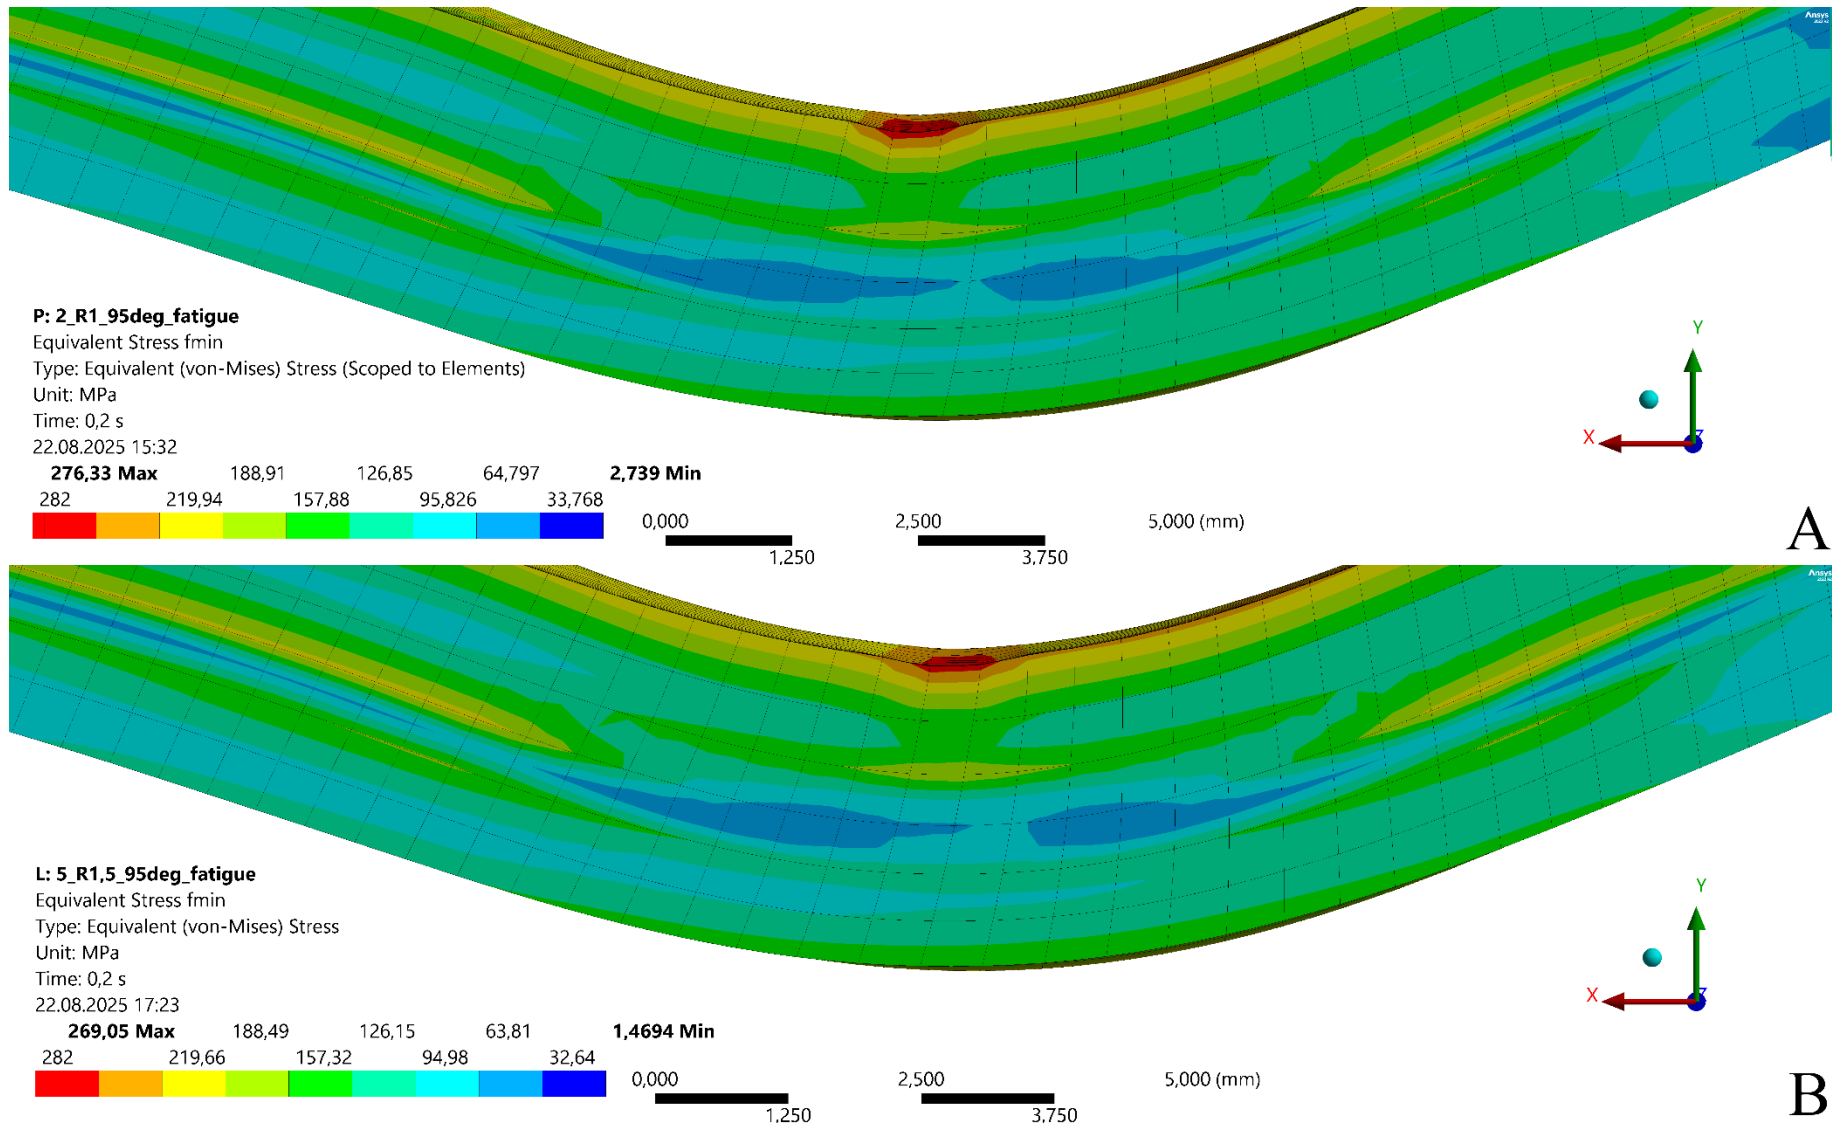 Ansys
P: 2_R1_95deg_fatigue
Equivalent Stress fmin
Type: Equivalent (von-Mises) Stress (Scoped to Elements)
Unit: MPa
Time: 0,2 s
22.08.2025 15:32
276,33 Max 188,91 126,85 64,797 2,739 Min
282 219,94 157,88 95,826 33,768
0,000 2,500 5,000 (mm)
1,250 3,750
Y
X Z
A
Ansys
L: 5_R1,5_95deg_fatigue
Equivalent Stress fmin
Type: Equivalent (von-Mises) Stress
Unit: MPa
Time: 0,2 s
22.08.2025 17:23
269,05 Max 188,49 126,15 63,81 1,4694 Min
282 219,66 157,32 94,98 32,64
0,000 2,500 5,000 (mm)
1,250 3,750
Y
X Z
B